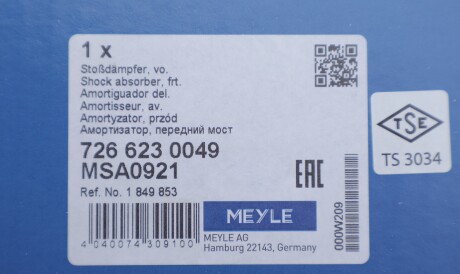 1 x
Stoßdämpfer, vo.
Shock absorber, frt.
Amortiguador del.
Amortisseur, av.
Amortyzator, przód
Амортизатор, передний мост
726 623 0049
MSA0921
Ref. No. 1 849 853
EAC
4 040074 309100
MEYLE
MEYLE AG
Hamburg 22143, Germany
000W209
TSE
TS 3034